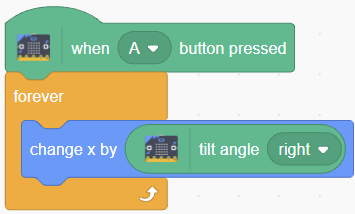 when A button pressed
forever
change x by tilt angle right